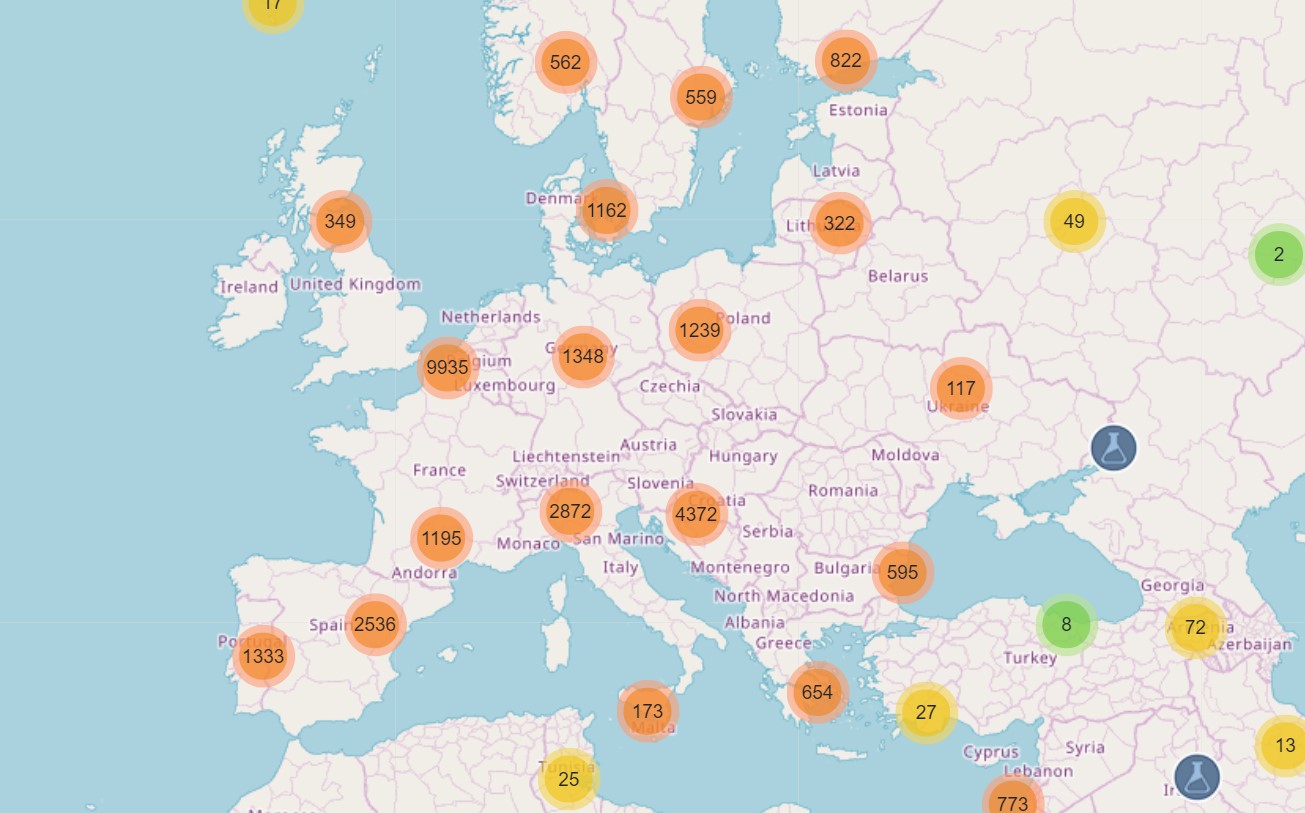 17
562
822
559
Estonia
Latvia
Denmark
1162
349
322
49
2
Belarus
Ireland
United Kingdom
Netherlands
Poland
1239
Germany
1348
9935
Belgium
Luxembourg
Czechia
117
Ukraine
Slovakia
Austria
Liechtenstein
Hungary
Moldova
France
Switzerland
Slovenia
Romania
Croatia
2872
4372
Serbia
1195
Monaco
San Marino
Italy
Montenegro
Bulgaria
595
Andorra
Georgia
North Macedonia
Albania
Spain
2536
8
72
Armenia
Portugal
1333
Greece
Azerbaijan
Turkey
654
173
Malta
27
13
Cyprus
Syria
Tunisia
25
Lebanon
773